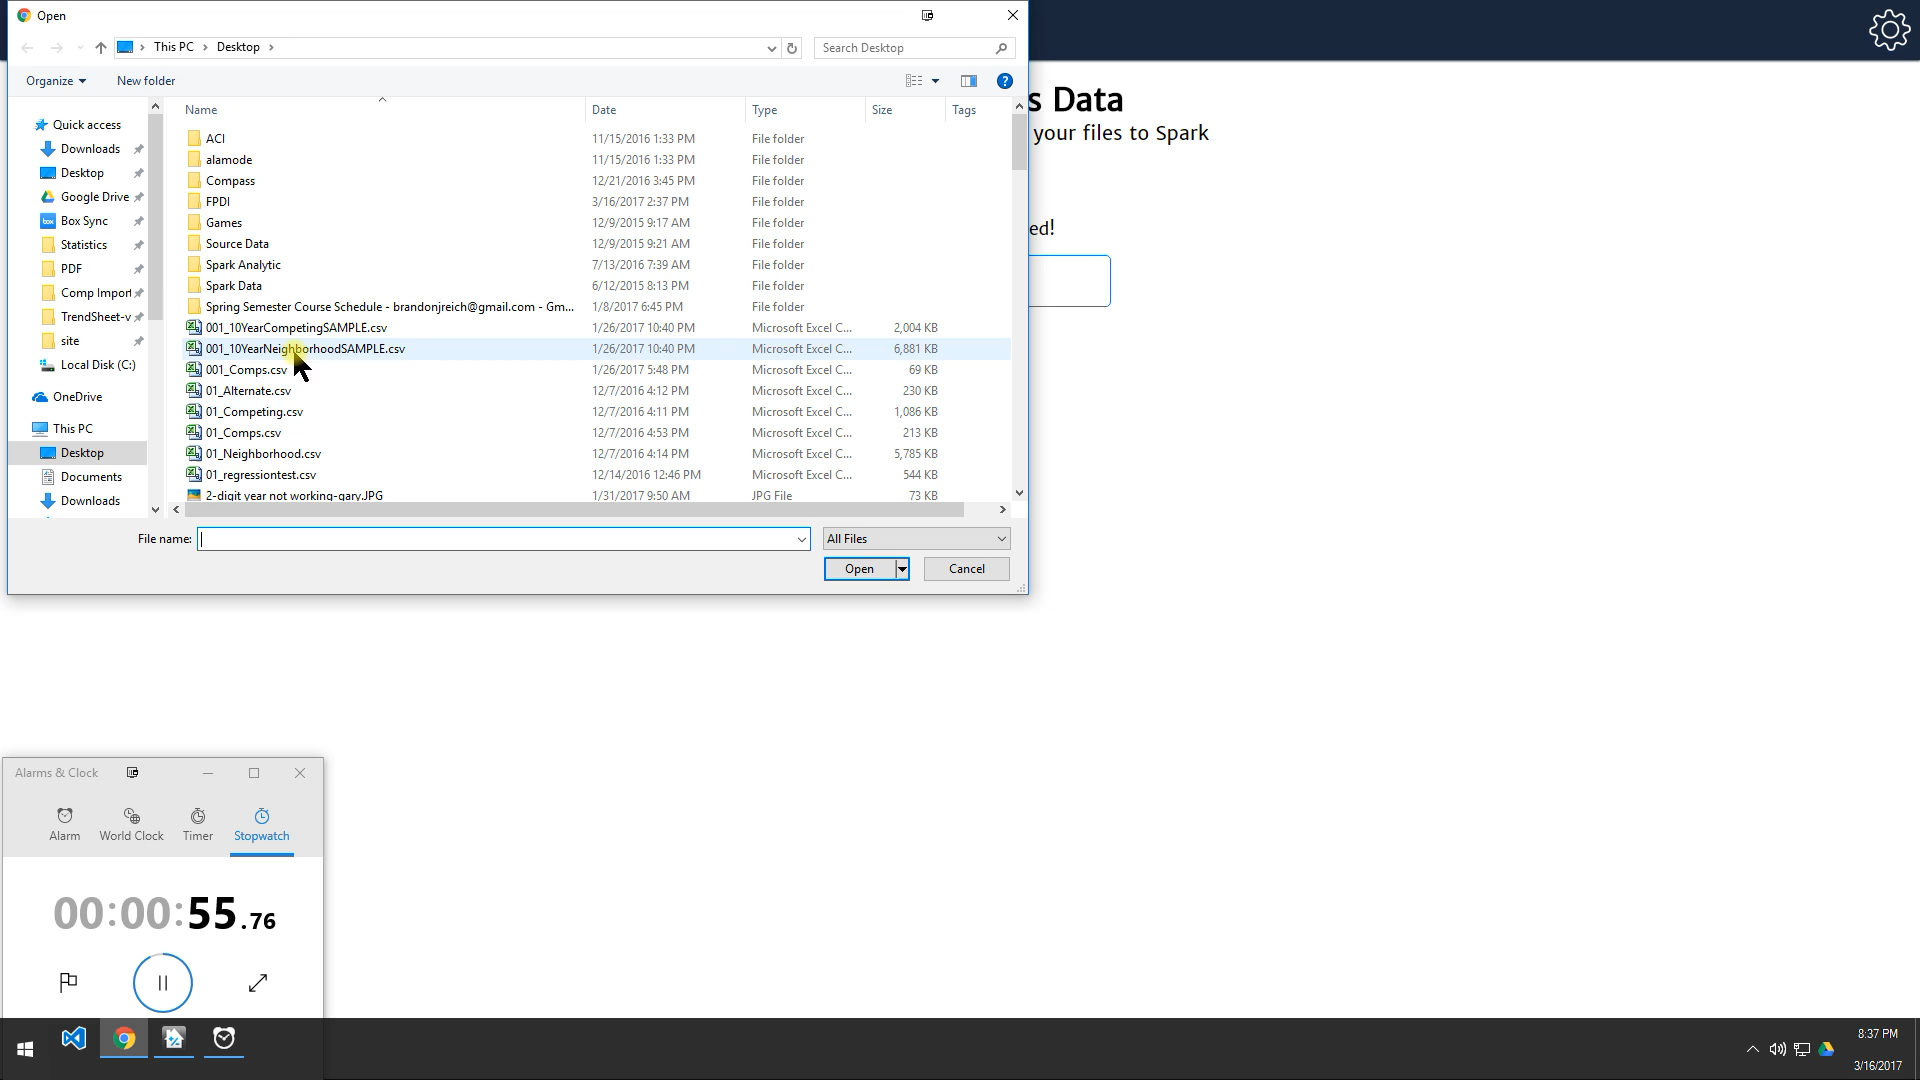 Open
This PC > Desktop >
Search Desktop
Organize
New folder
Name Date Type Size Tags
Quick access
Downloads
Desktop
Google Drive
Box Sync
Statistics
PDF
Comp Import
TrendSheet-v
site
Local Disk (C:)
OneDrive
This PC
Desktop
Documents
Downloads
ACI 11/15/2016 1:33 PM File folder
alamode 11/15/2016 1:33 PM File folder
Compass 12/21/2016 3:45 PM File folder
FPDI 3/16/2017 2:37 PM File folder
Games 12/9/2015 9:17 AM File folder
Source Data 12/9/2015 9:21 AM File folder
Spark Analytic 7/13/2016 7:39 AM File folder
Spark Data 6/12/2015 8:13 PM File folder
Spring Semester Course Schedule - brandonjreich@gmail.com - Gm... 1/8/2017 6:45 PM File folder
001_10YearCompetingSAMPLE.csv 1/26/2017 10:40 PM Microsoft Excel C... 2,004 KB
001_10YearNeighborhoodSAMPLE.csv 1/26/2017 10:40 PM Microsoft Excel C... 6,881 KB
001_Comps.csv 1/26/2017 5:48 PM Microsoft Excel C... 69 KB
01_Alternate.csv 12/7/2016 4:12 PM Microsoft Excel C... 230 KB
01_Competing.csv 12/7/2016 4:11 PM Microsoft Excel C... 1,086 KB
01_Comps.csv 12/7/2016 4:53 PM Microsoft Excel C... 213 KB
01_Neighborhood.csv 12/7/2016 4:14 PM Microsoft Excel C... 5,785 KB
01_regressiontest.csv 12/14/2016 12:46 PM Microsoft Excel C... 544 KB
2-digit year not working-gary.JPG 1/31/2017 9:50 AM JPG File 73 KB
File name:
All Files
Open
Cancel
s Data
your files to Spark
ed!
Alarms & Clock
Alarm World Clock Timer Stopwatch
00:00:55.76
8:37 PM
3/16/2017